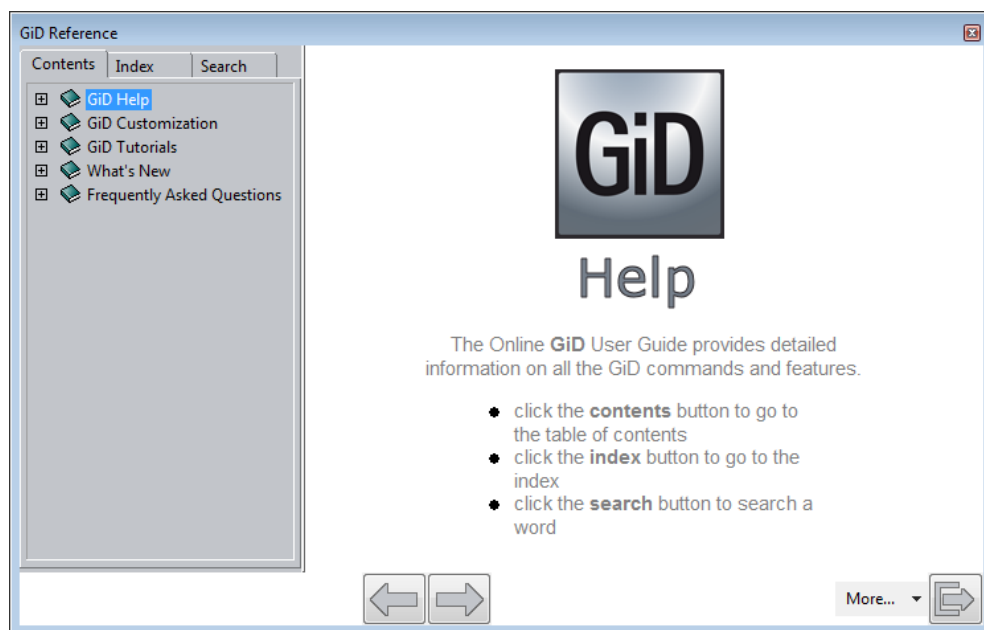 GiD Reference
Contents
Index
Search
GiD Help
GiD Customization
GiD Tutorials
What's New
Frequently Asked Questions
GiD
Help
The Online GiD User Guide provides detailed
information on all the GiD commands and features.
click the contents button to go to
the table of contents
click the index button to go to the
index
click the search button to search a
word
More...